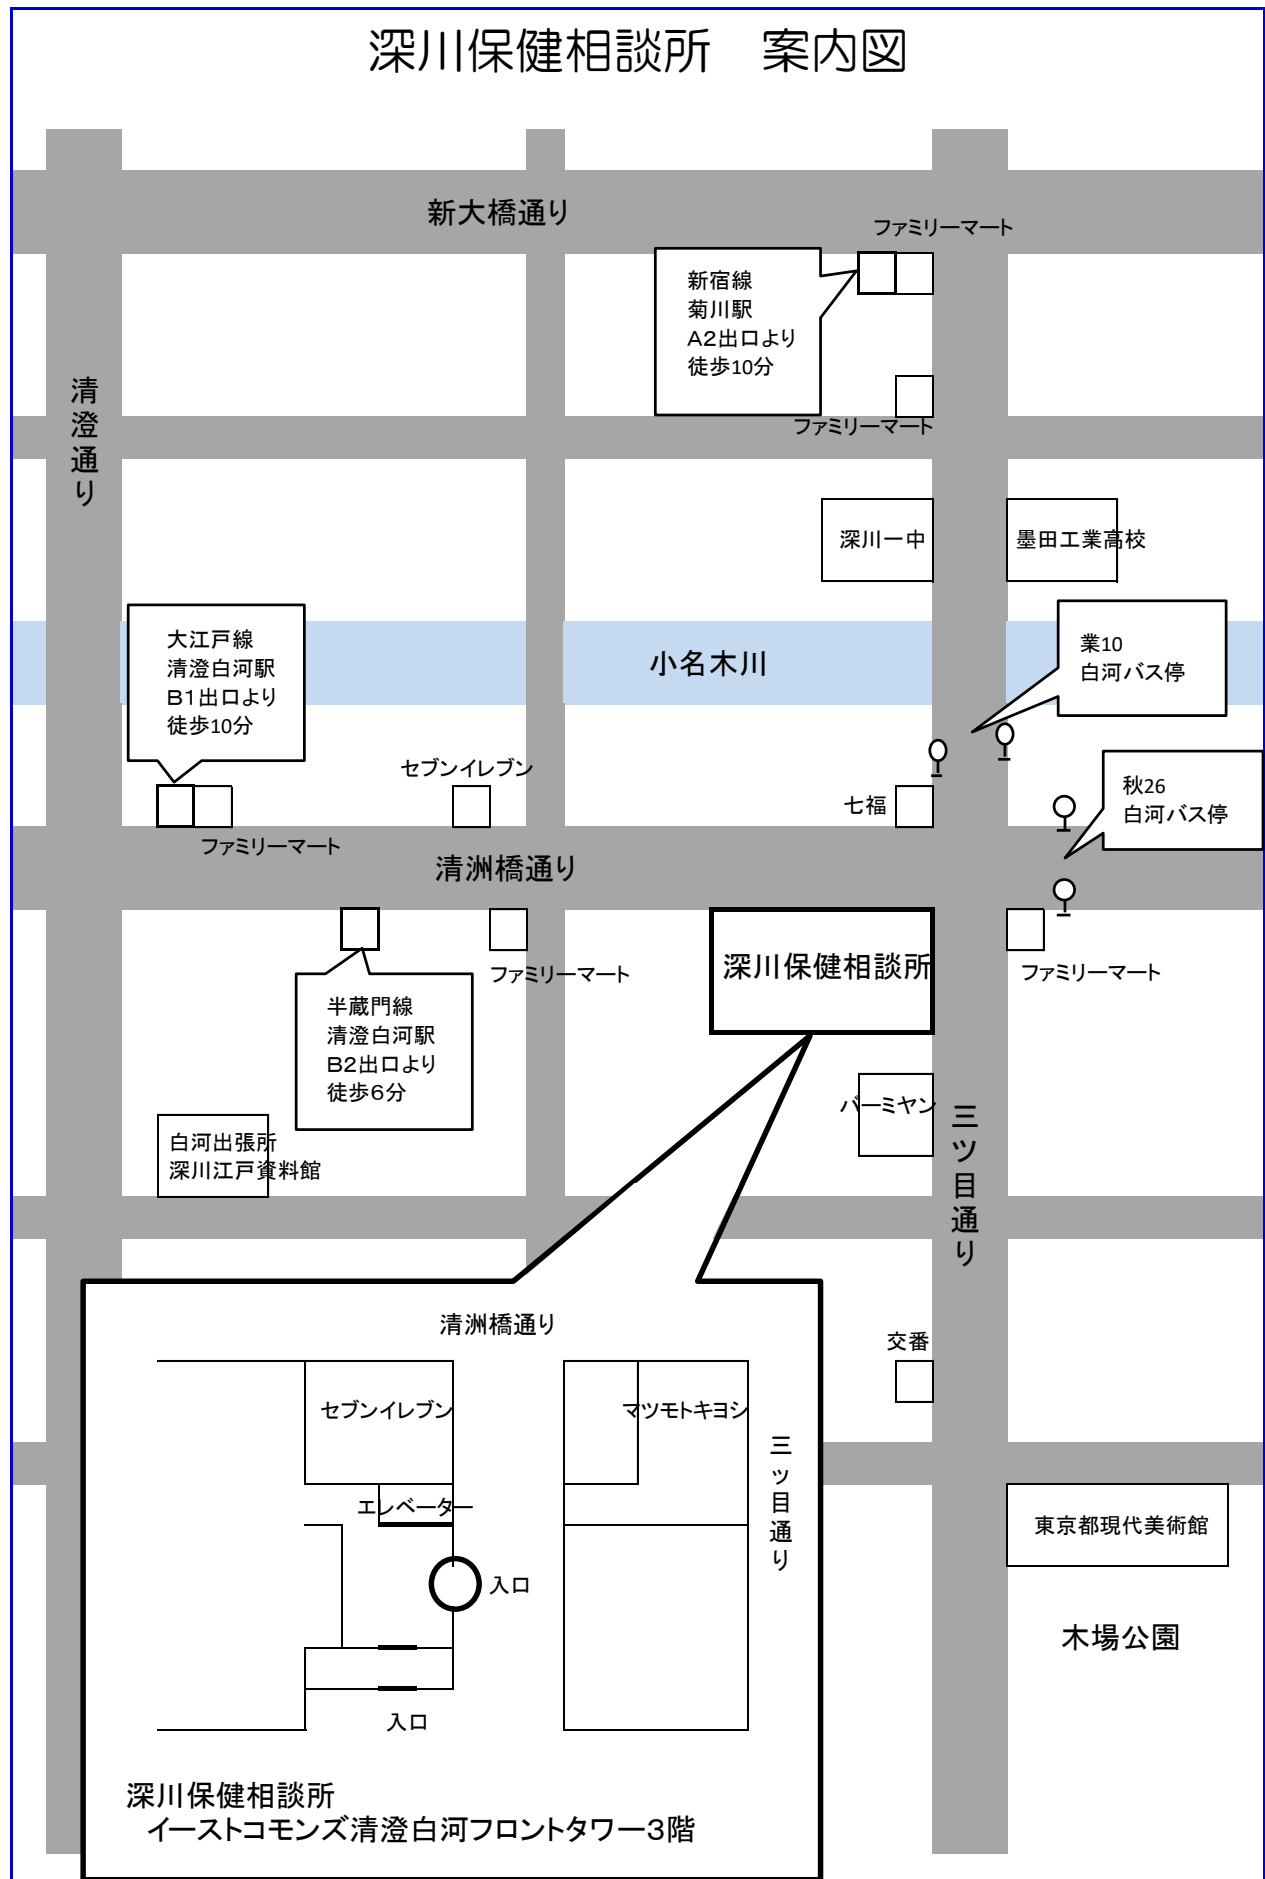 深川保健相談所　案内図
新大橋通り
ファミリーマート
新宿線
菊川駅
A2出口より
徒歩10分
清澄通り
ファミリーマート
深川一中
墨田工業高校
大江戸線
清澄白河駅
B1出口より
徒歩10分
小名木川
業10
白河バス停
セブンイレブン
七福
秋26
白河バス停
ファミリーマート
清洲橋通り
深川保健相談所
ファミリーマート
ファミリーマート
半蔵門線
清澄白河駅
B2出口より
徒歩6分
バーミヤン
三ツ目通り
白河出張所
深川江戸資料館
清洲橋通り
交番
セブンイレブン
マツモトキヨシ
三ッ目通り
エレベーター
東京都現代美術館
入口
木場公園
入口
深川保健相談所
イーストコモンズ清澄白河フロントタワー3階